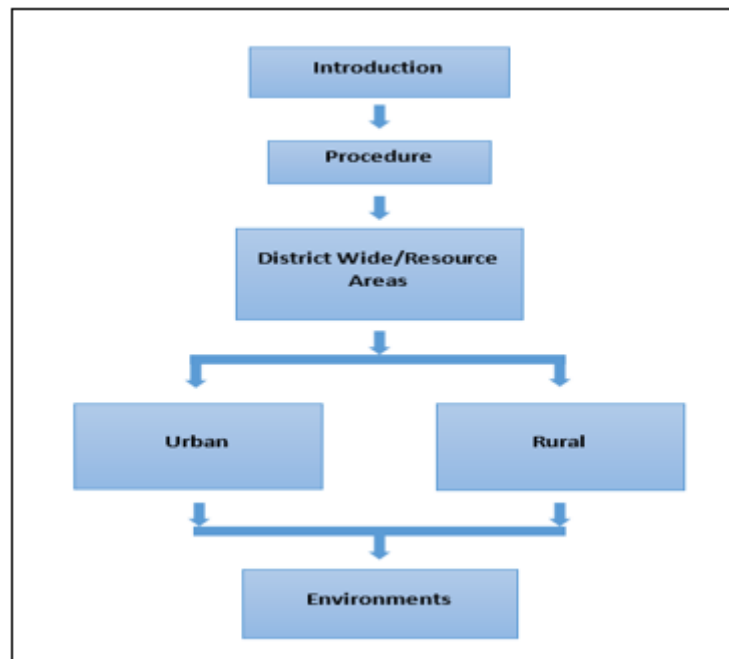 Introduction
Procedure
District Wide/Resource
Areas
Urban
Rural
Environments